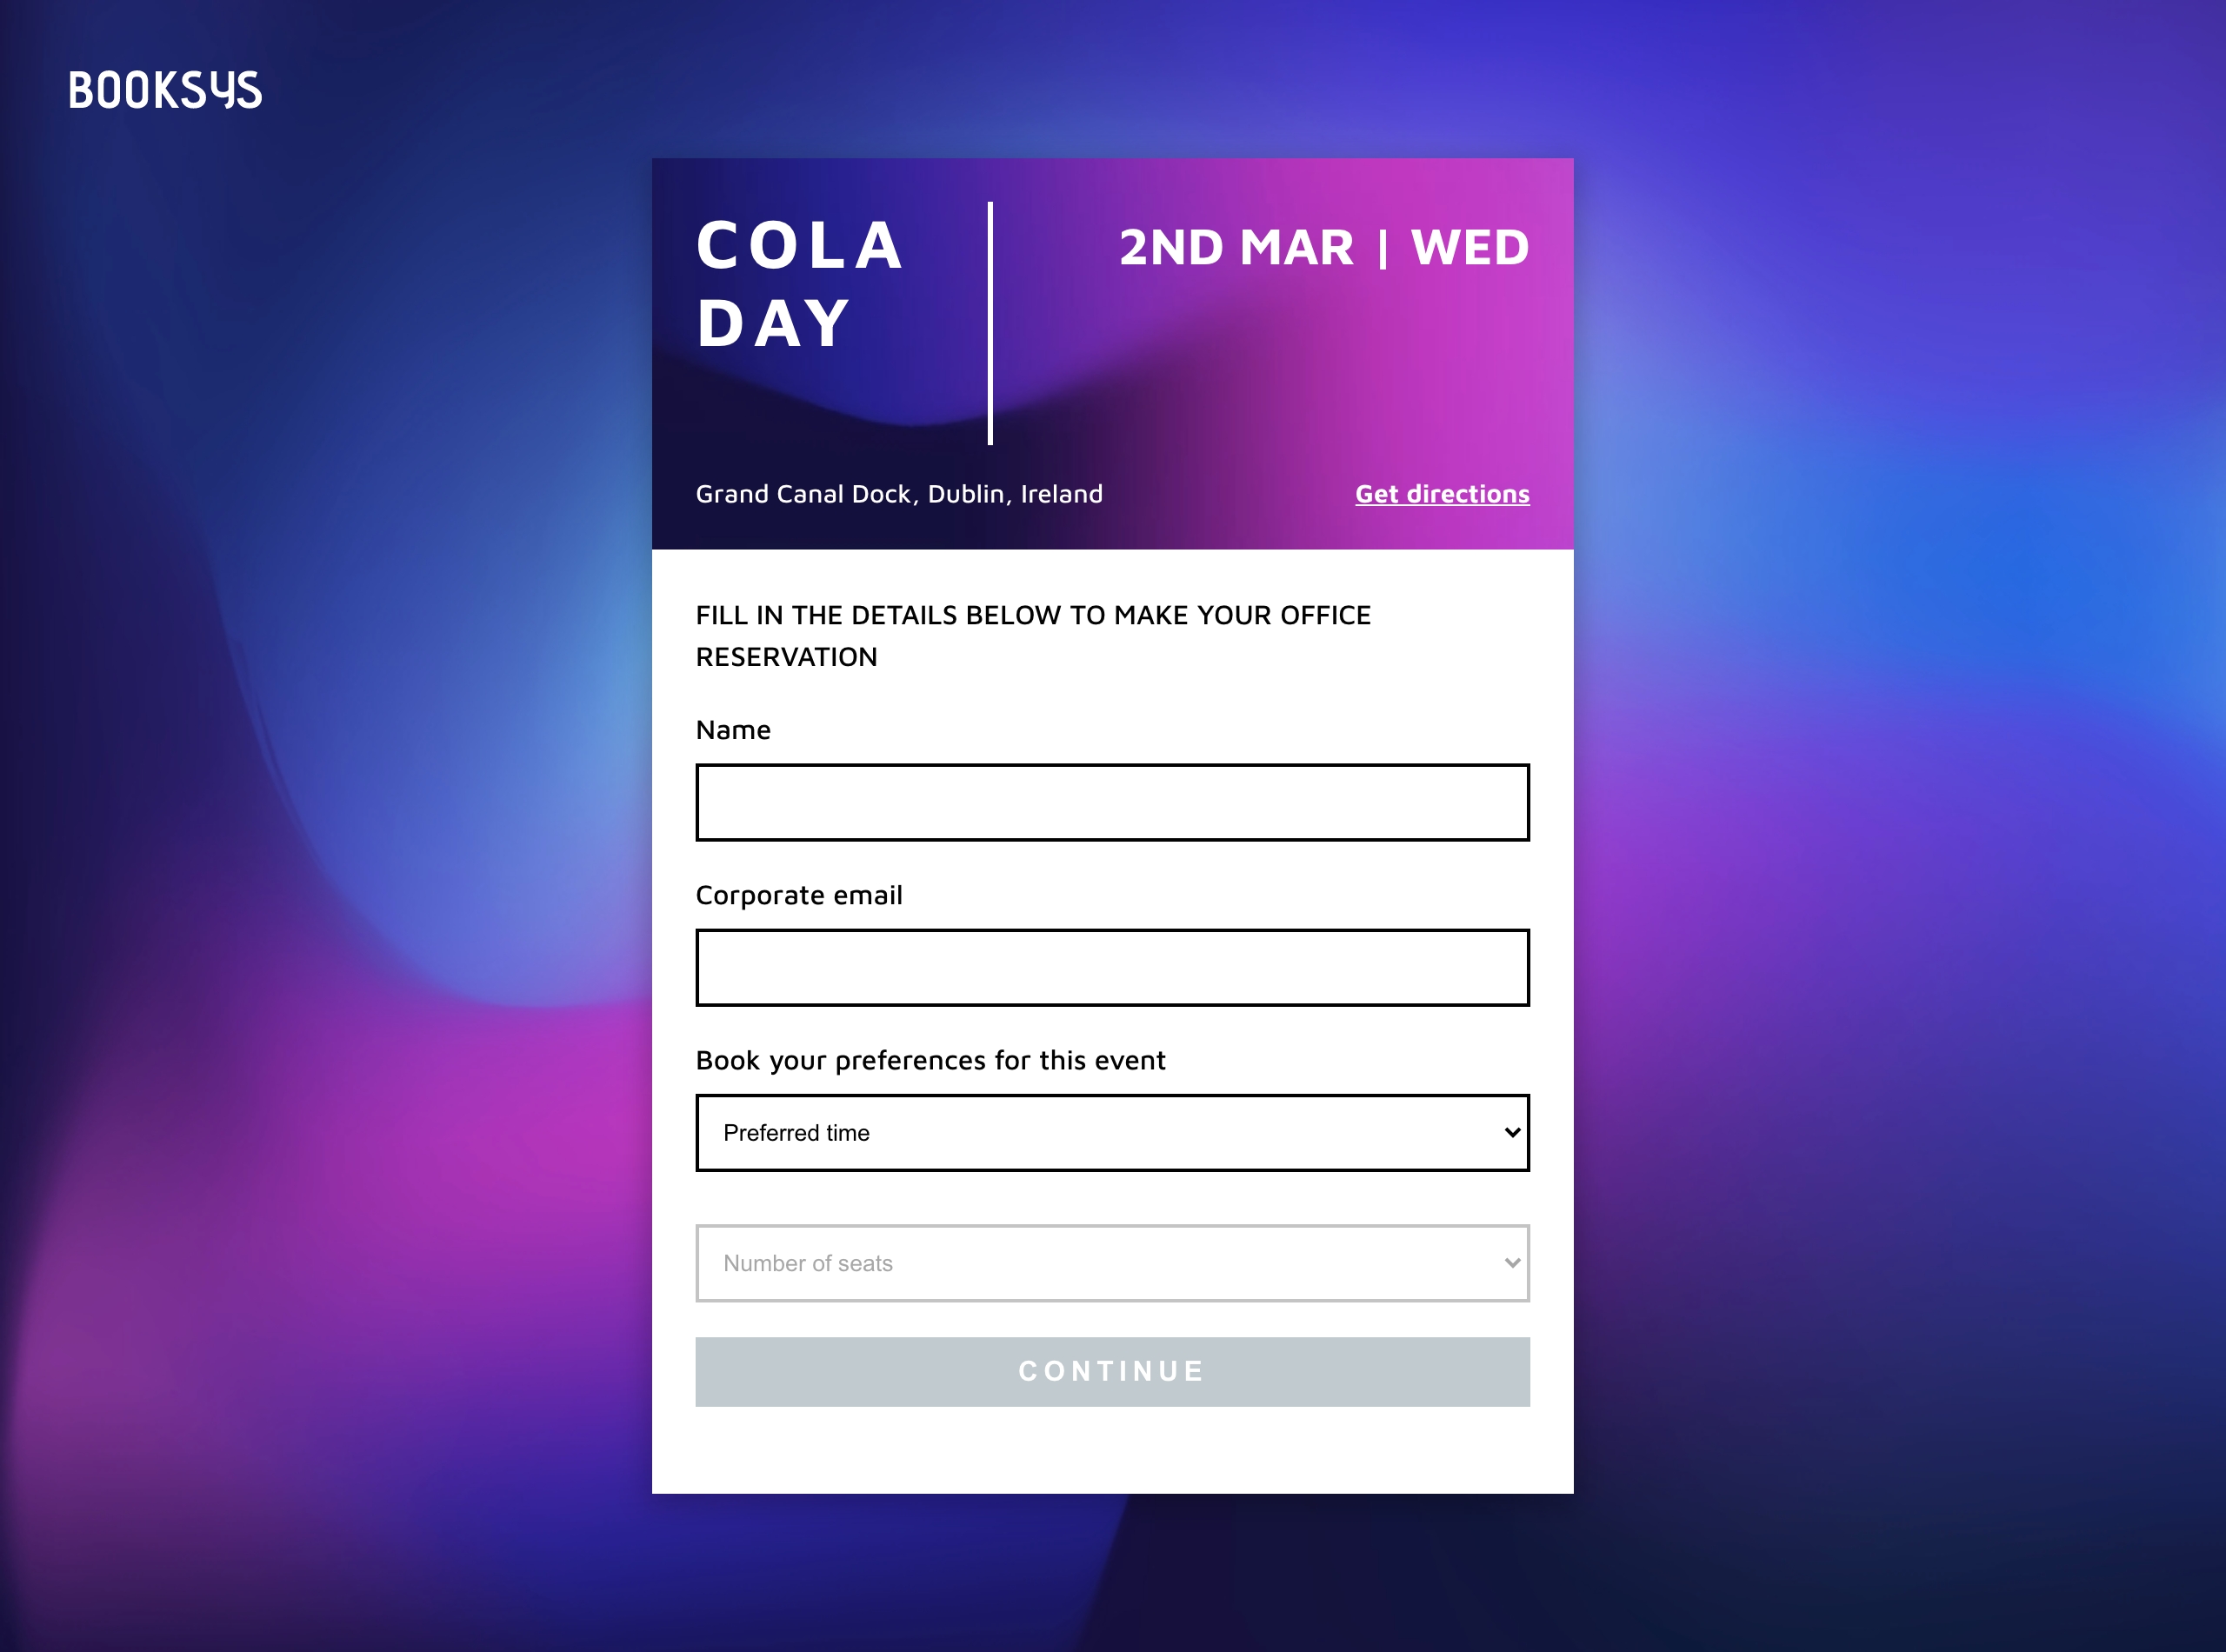 BOOKSYS
COLA
DAY
2ND MAR | WED
Grand Canal Dock, Dublin, Ireland
Get directions
FILL IN THE DETAILS BELOW TO MAKE YOUR OFFICE
RESERVATION
Name
Corporate email
Book your preferences for this event
Preferred time
Number of seats
CONTINUE